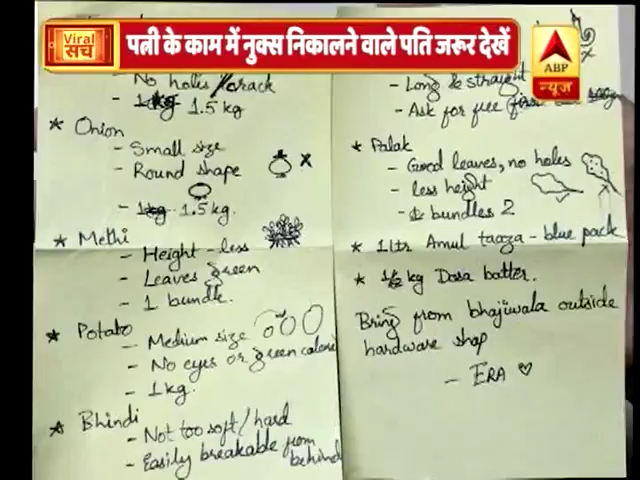 Viral
सच
पत्नी के काम में नुक्स निकालने वाले पति जरूर देखें
abp
न्यूज़
- No holes / crack
- 1.5 kg
* Onion
- Small size
- Round shape
x
- 1.5 kg.
* Methi
- Height - less
- Leaves green
- 1 bundle.
* Potato
- Medium size
- No eyes or green
- 1 kg.
* Bhindi
- Not too soft / hard
- Easily breakable from
behind
- Long & straight
- Ask for free
* Palak
- Good leaves, no holes
- less height
- bundles 2
* 1 ltr Amul taaza - blue pack
* 1/2 kg Dosa batter.
Bring from bhajiwala outside
hardware shop
- ERA ♡